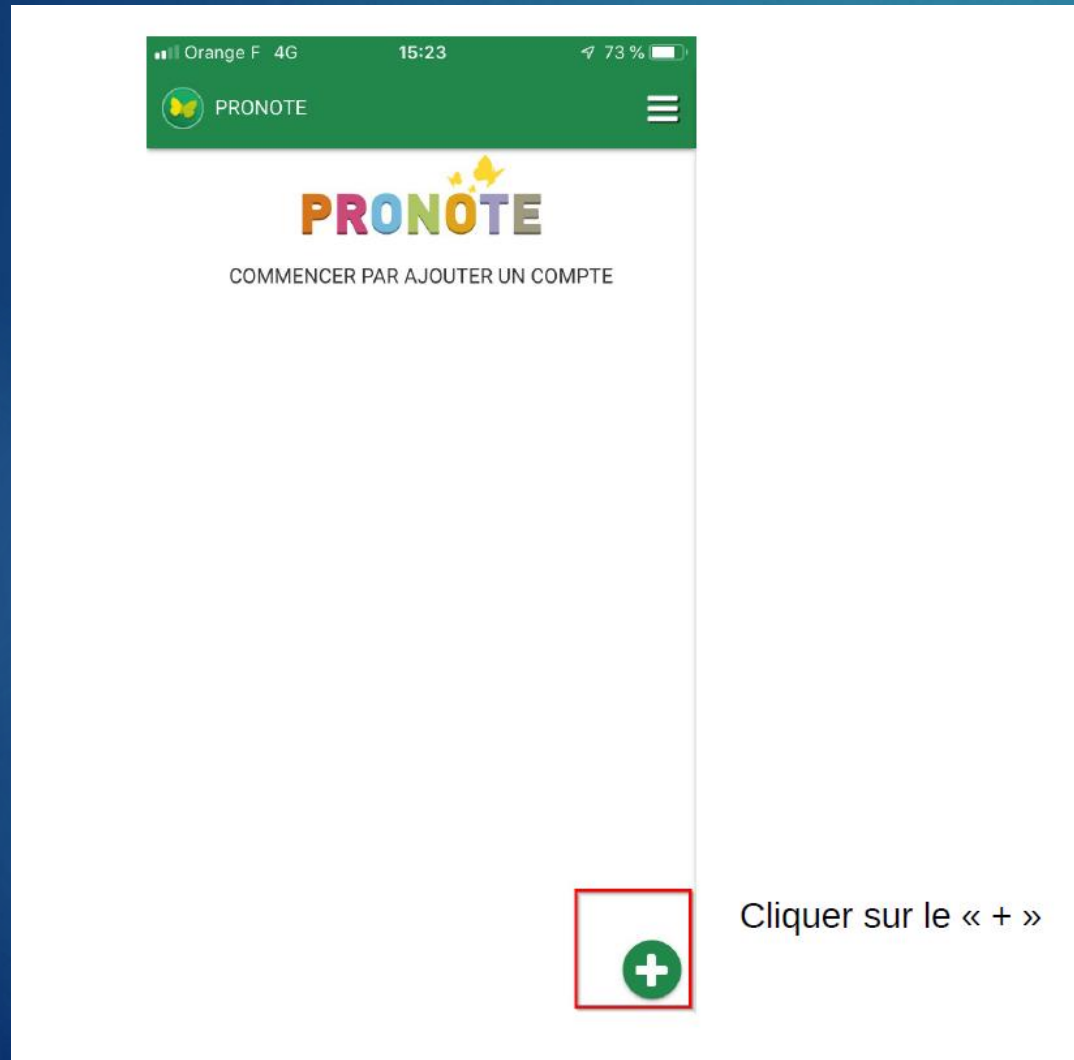 Orange F 4G 15:23 73 %
PRONOTE
PRONOTE
COMMENCER PAR AJOUTER UN COMPTE
Cliquer sur le « + »